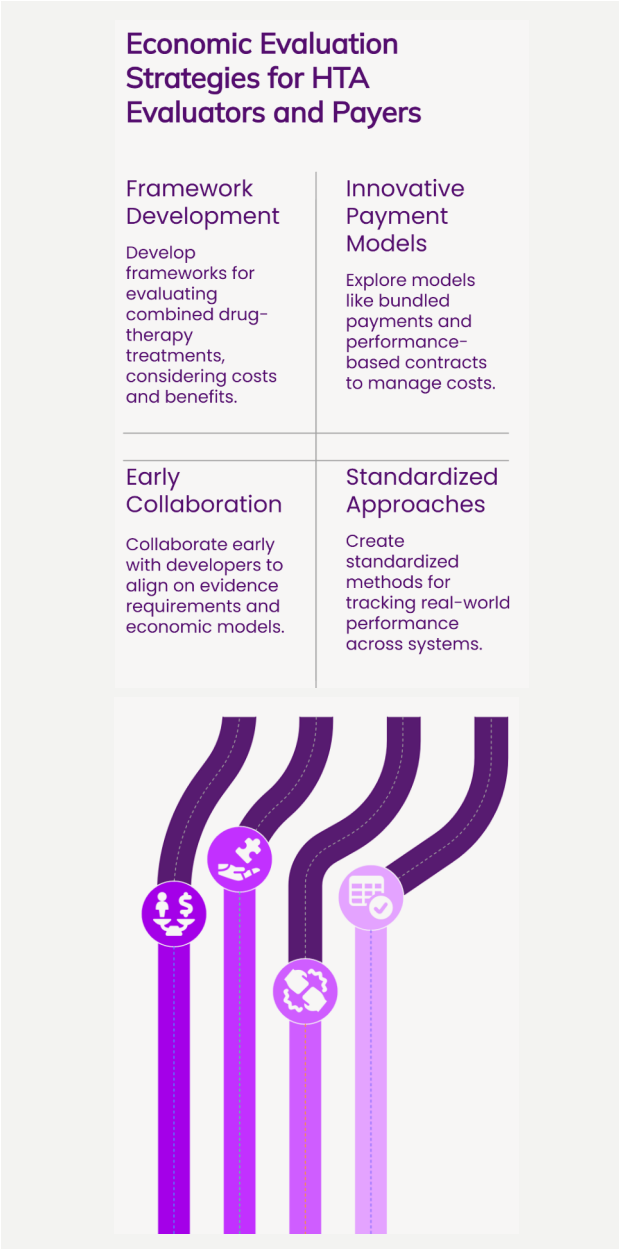 Economic Evaluation
Strategies for HTA
Evaluators and Payers
Framework
Development
Develop
frameworks for
evaluating
combined drug-
therapy
treatments,
considering costs
and benefits.
Innovative
Payment
Models
Explore models
like bundled
payments and
performance-
based contracts
to manage costs.
Early
Collaboration
Collaborate early
with developers to
align on evidence
requirements and
economic models.
Standardized
Approaches
Create
standardized
methods for
tracking real-world
performance
across systems.
$